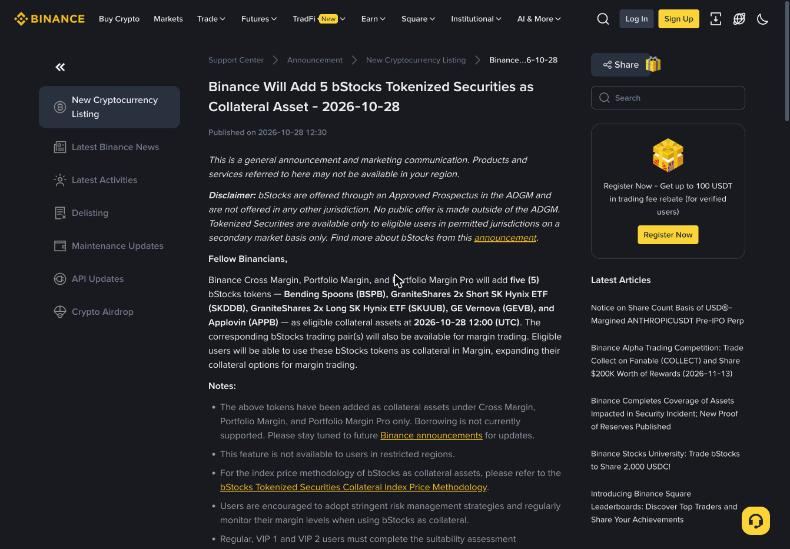 BINANCE
Buy Crypto
Markets
Trade
Futures
TradFi New
Earn
Square
Institutional
AI & More
Log In
Sign Up
New Cryptocurrency
Listing
Latest Binance News
Latest Activities
Delisting
Maintenance Updates
API Updates
Crypto Airdrop
Support Center > Announcement > New Cryptocurrency Listing > Binance...6-10-28
Binance Will Add 5 bStocks Tokenized Securities as
Collateral Asset - 2026-10-28
Published on 2026-10-28 12:30
This is a general announcement and marketing communication. Products and
services referred to here may not be available in your region.
Disclaimer: bStocks are offered through an Approved Prospectus in the ADGM and
are not offered in any other jurisdiction. No public offer is made outside of the ADGM.
Tokenized Securities are available only to eligible users in permitted jurisdictions on a
secondary market basis only. Find more about bStocks from this announcement.
Fellow Binancians,
Binance Cross Margin, Portfolio Margin, and Portfolio Margin Pro will add five (5)
bStocks tokens — Bending Spoons (BSPB), GraniteShares 2x Short SK Hynix ETF
(SKDDB), GraniteShares 2x Long SK Hynix ETF (SKUUB), GE Vernova (GEVB), and
Applovin (APPB) — as eligible collateral assets at 2026-10-28 12:00 (UTC). The
corresponding bStocks trading pair(s) will also be available for margin trading. Eligible
users will be able to use these bStocks tokens as collateral in Margin, expanding their
collateral options for margin trading.
Notes:
• The above tokens have been added as collateral assets under Cross Margin,
Portfolio Margin, and Portfolio Margin Pro only. Borrowing is not currently
supported. Please stay tuned to future Binance announcements for updates.
• This feature is not available to users in restricted regions.
• For the index price methodology of bStocks as collateral assets, please refer to the
bStocks Tokenized Securities Collateral Index Price Methodology.
• Users are encouraged to adopt stringent risk management strategies and regularly
monitor their margin levels when using bStocks as collateral.
• Regular, VIP 1 and VIP 2 users must complete the suitability assessment
Share
Search
Register Now - Get up to 100 USDT
in trading fee rebate (for verified
users)
Register Now
Latest Articles
Notice on Share Count Basis of USD®-
Margined ANTHROPICUSDT Pre-IPO Perp
Binance Alpha Trading Competition: Trade
Collect on Fanable (COLLECT) and Share
$200K Worth of Rewards (2026-11-13)
Binance Completes Coverage of Assets
Impacted in Security Incident; New Proof
of Reserves Published
Binance Stocks University: Trade bStocks
to Share 2,000 USDC!
Introducing Binance Square
Leaderboards: Discover Top Traders and
Share Your Achievements